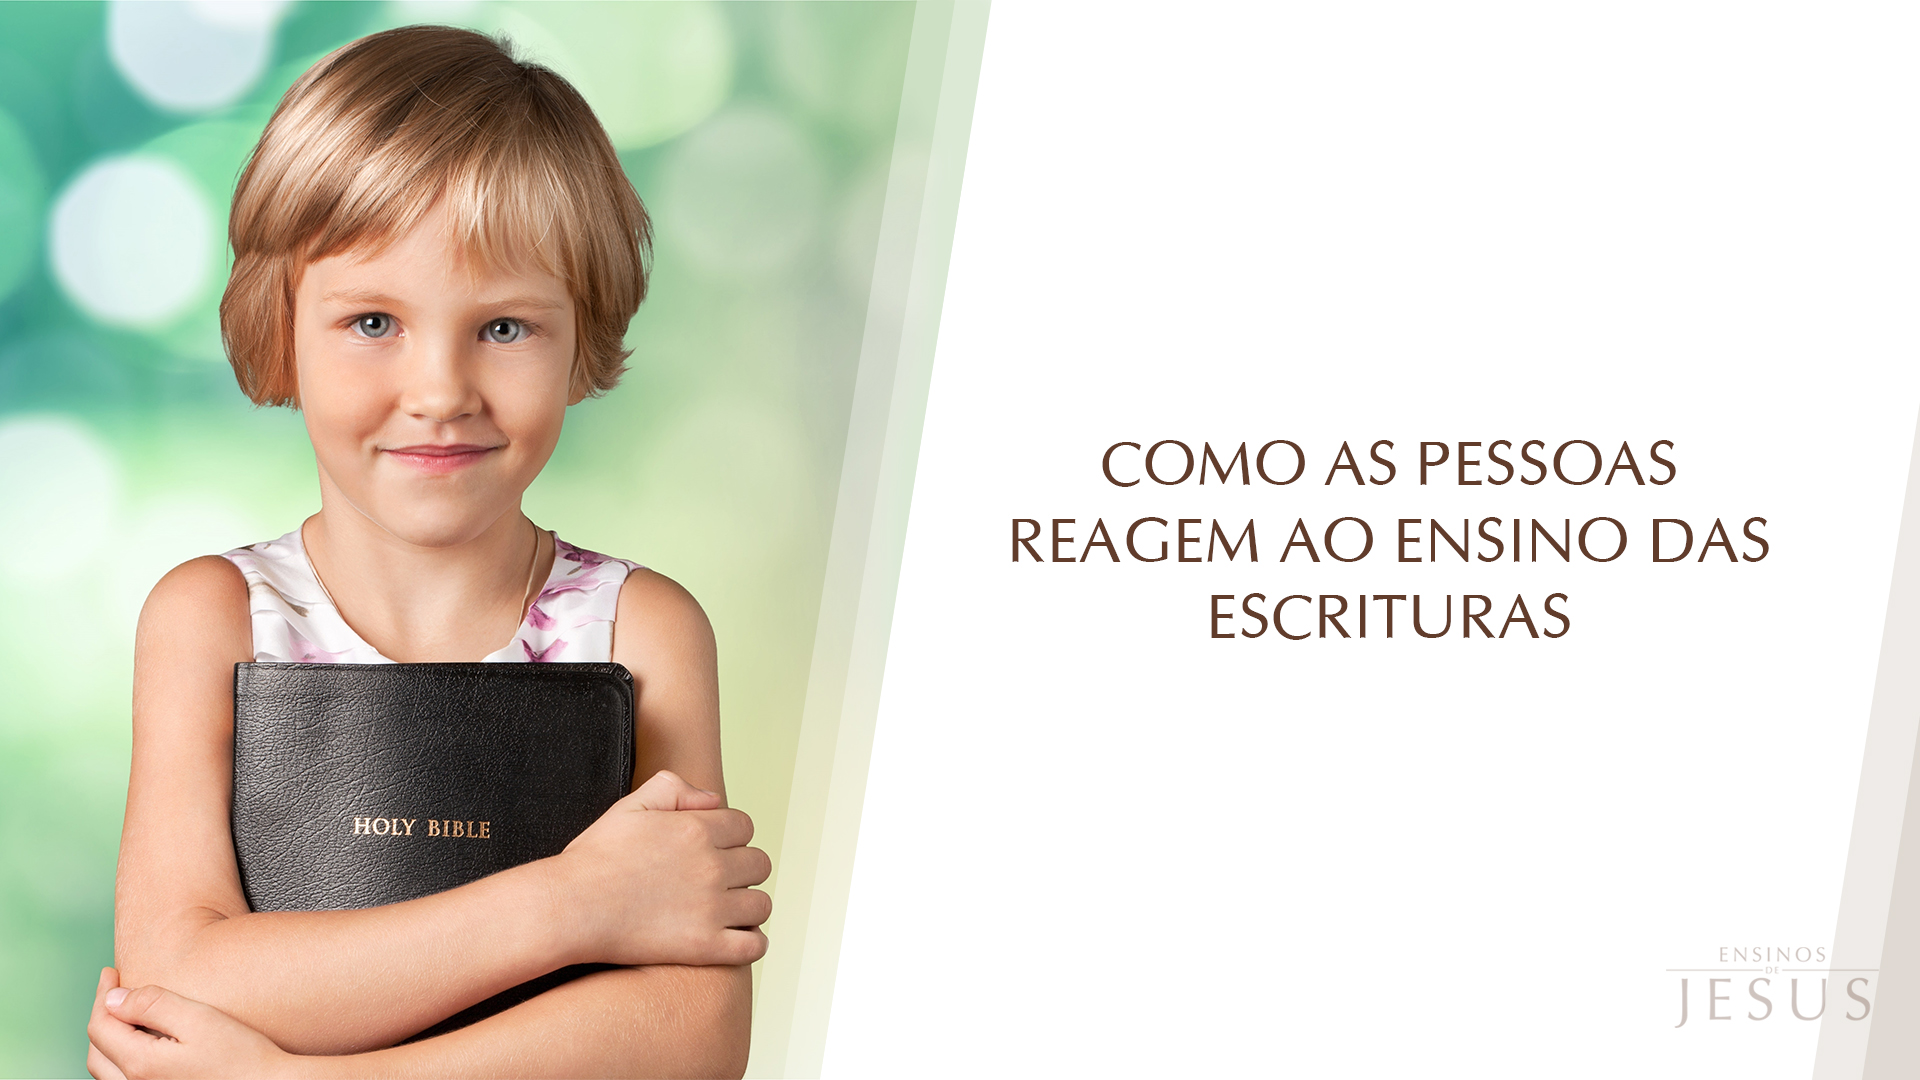 HOLY BIBLE
COMO AS PESSOAS
REAGEM AO ENSINO DAS
ESCRITURAS
ENSINOS
DE
JESUS